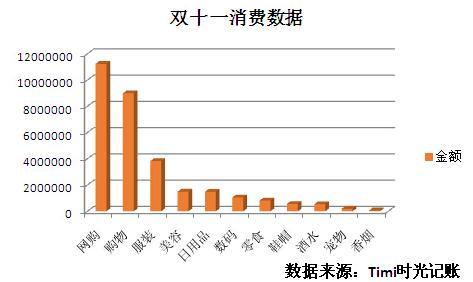 双十一消费数据
12000000
10000000
8000000
6000000
4000000
2000000
0
网购
购物
服装
美容
日用品
数码
零食
鞋帽
酒水
宠物
香烟
金额
数据来源：Timi时光记账